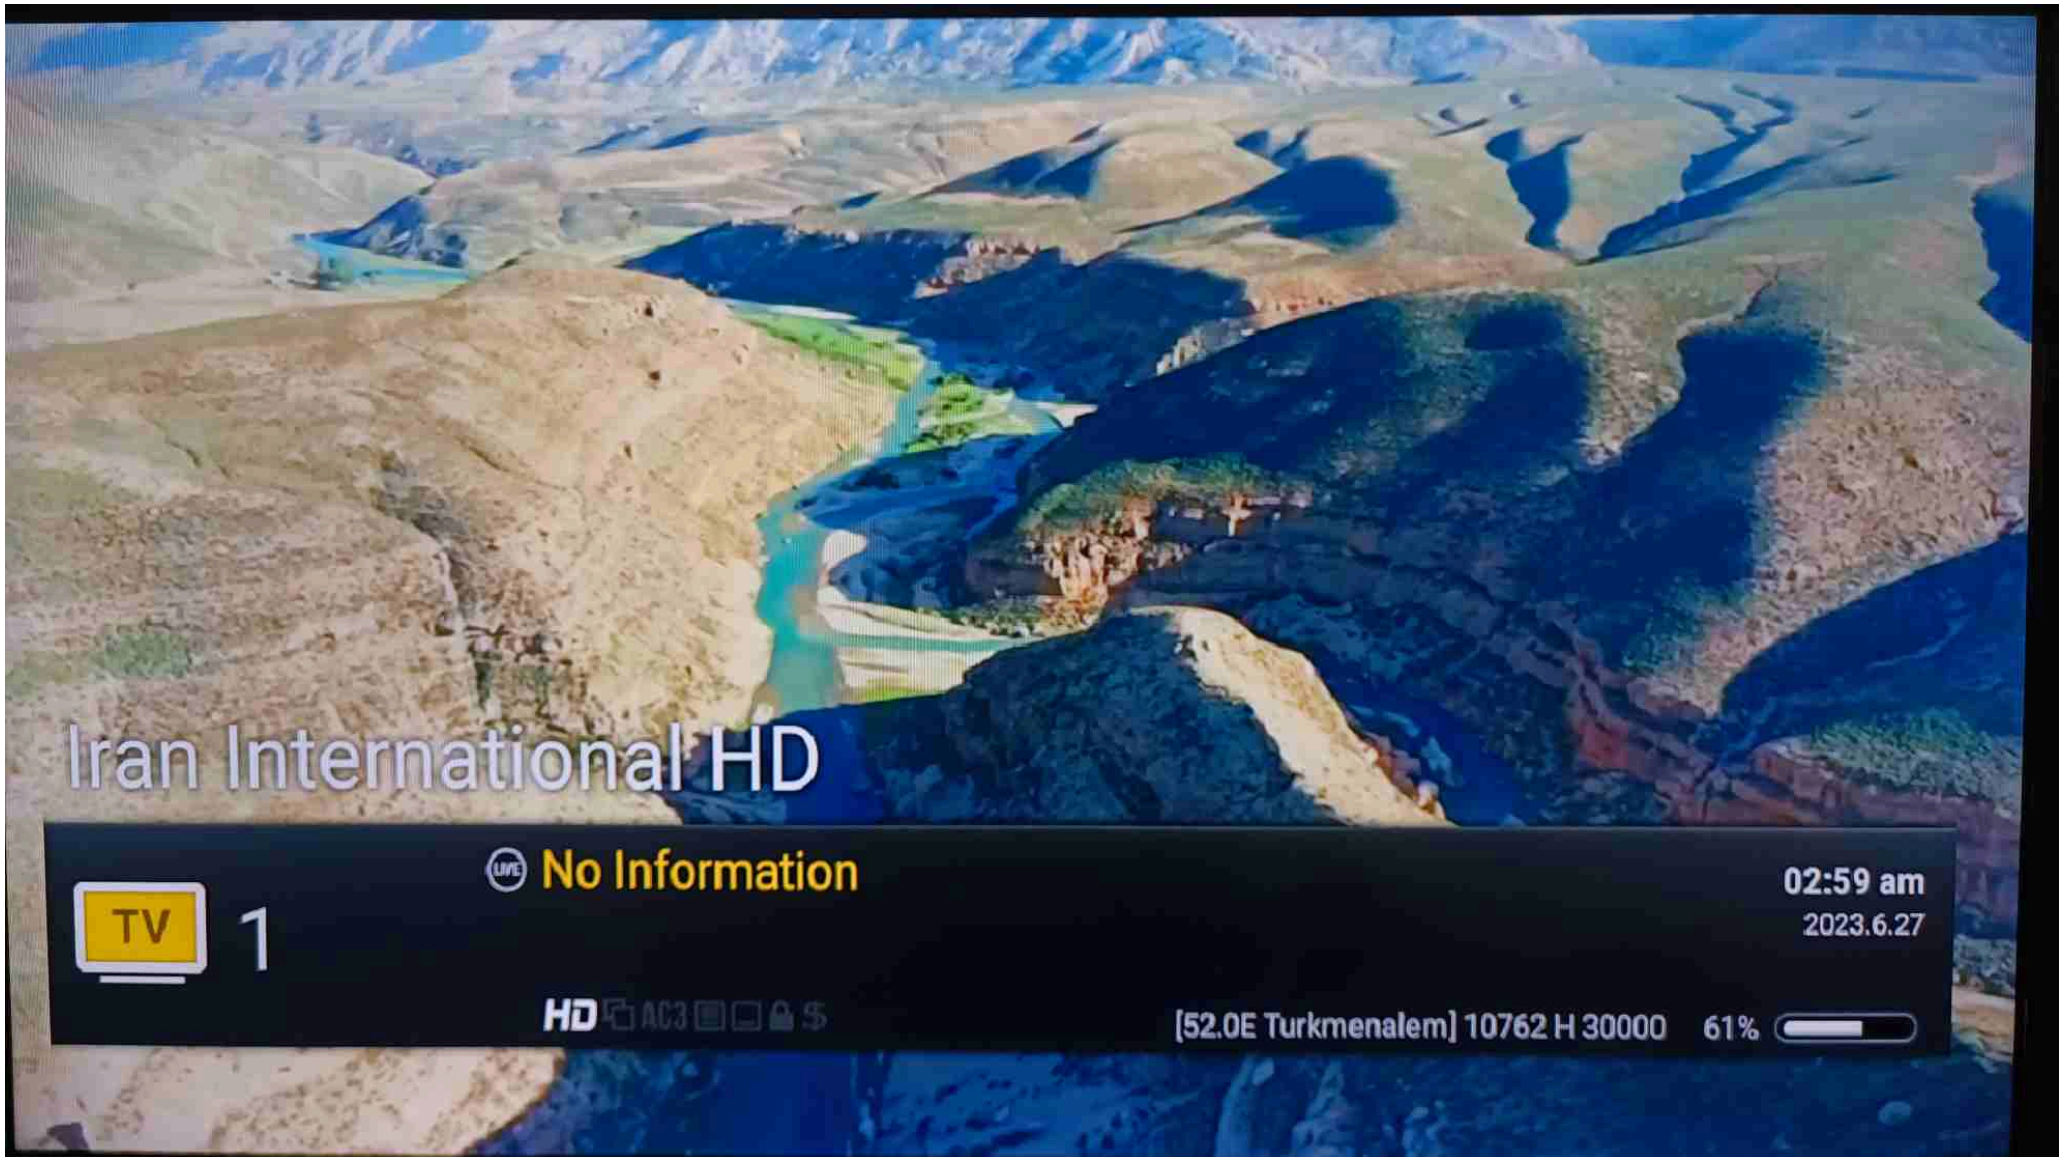 Iran International HD
LIVE No Information
02:59 am
TV 1
2023.6.27
HD AC3 $
[52.0E Turkmenalem] 10762 H 30000 61%